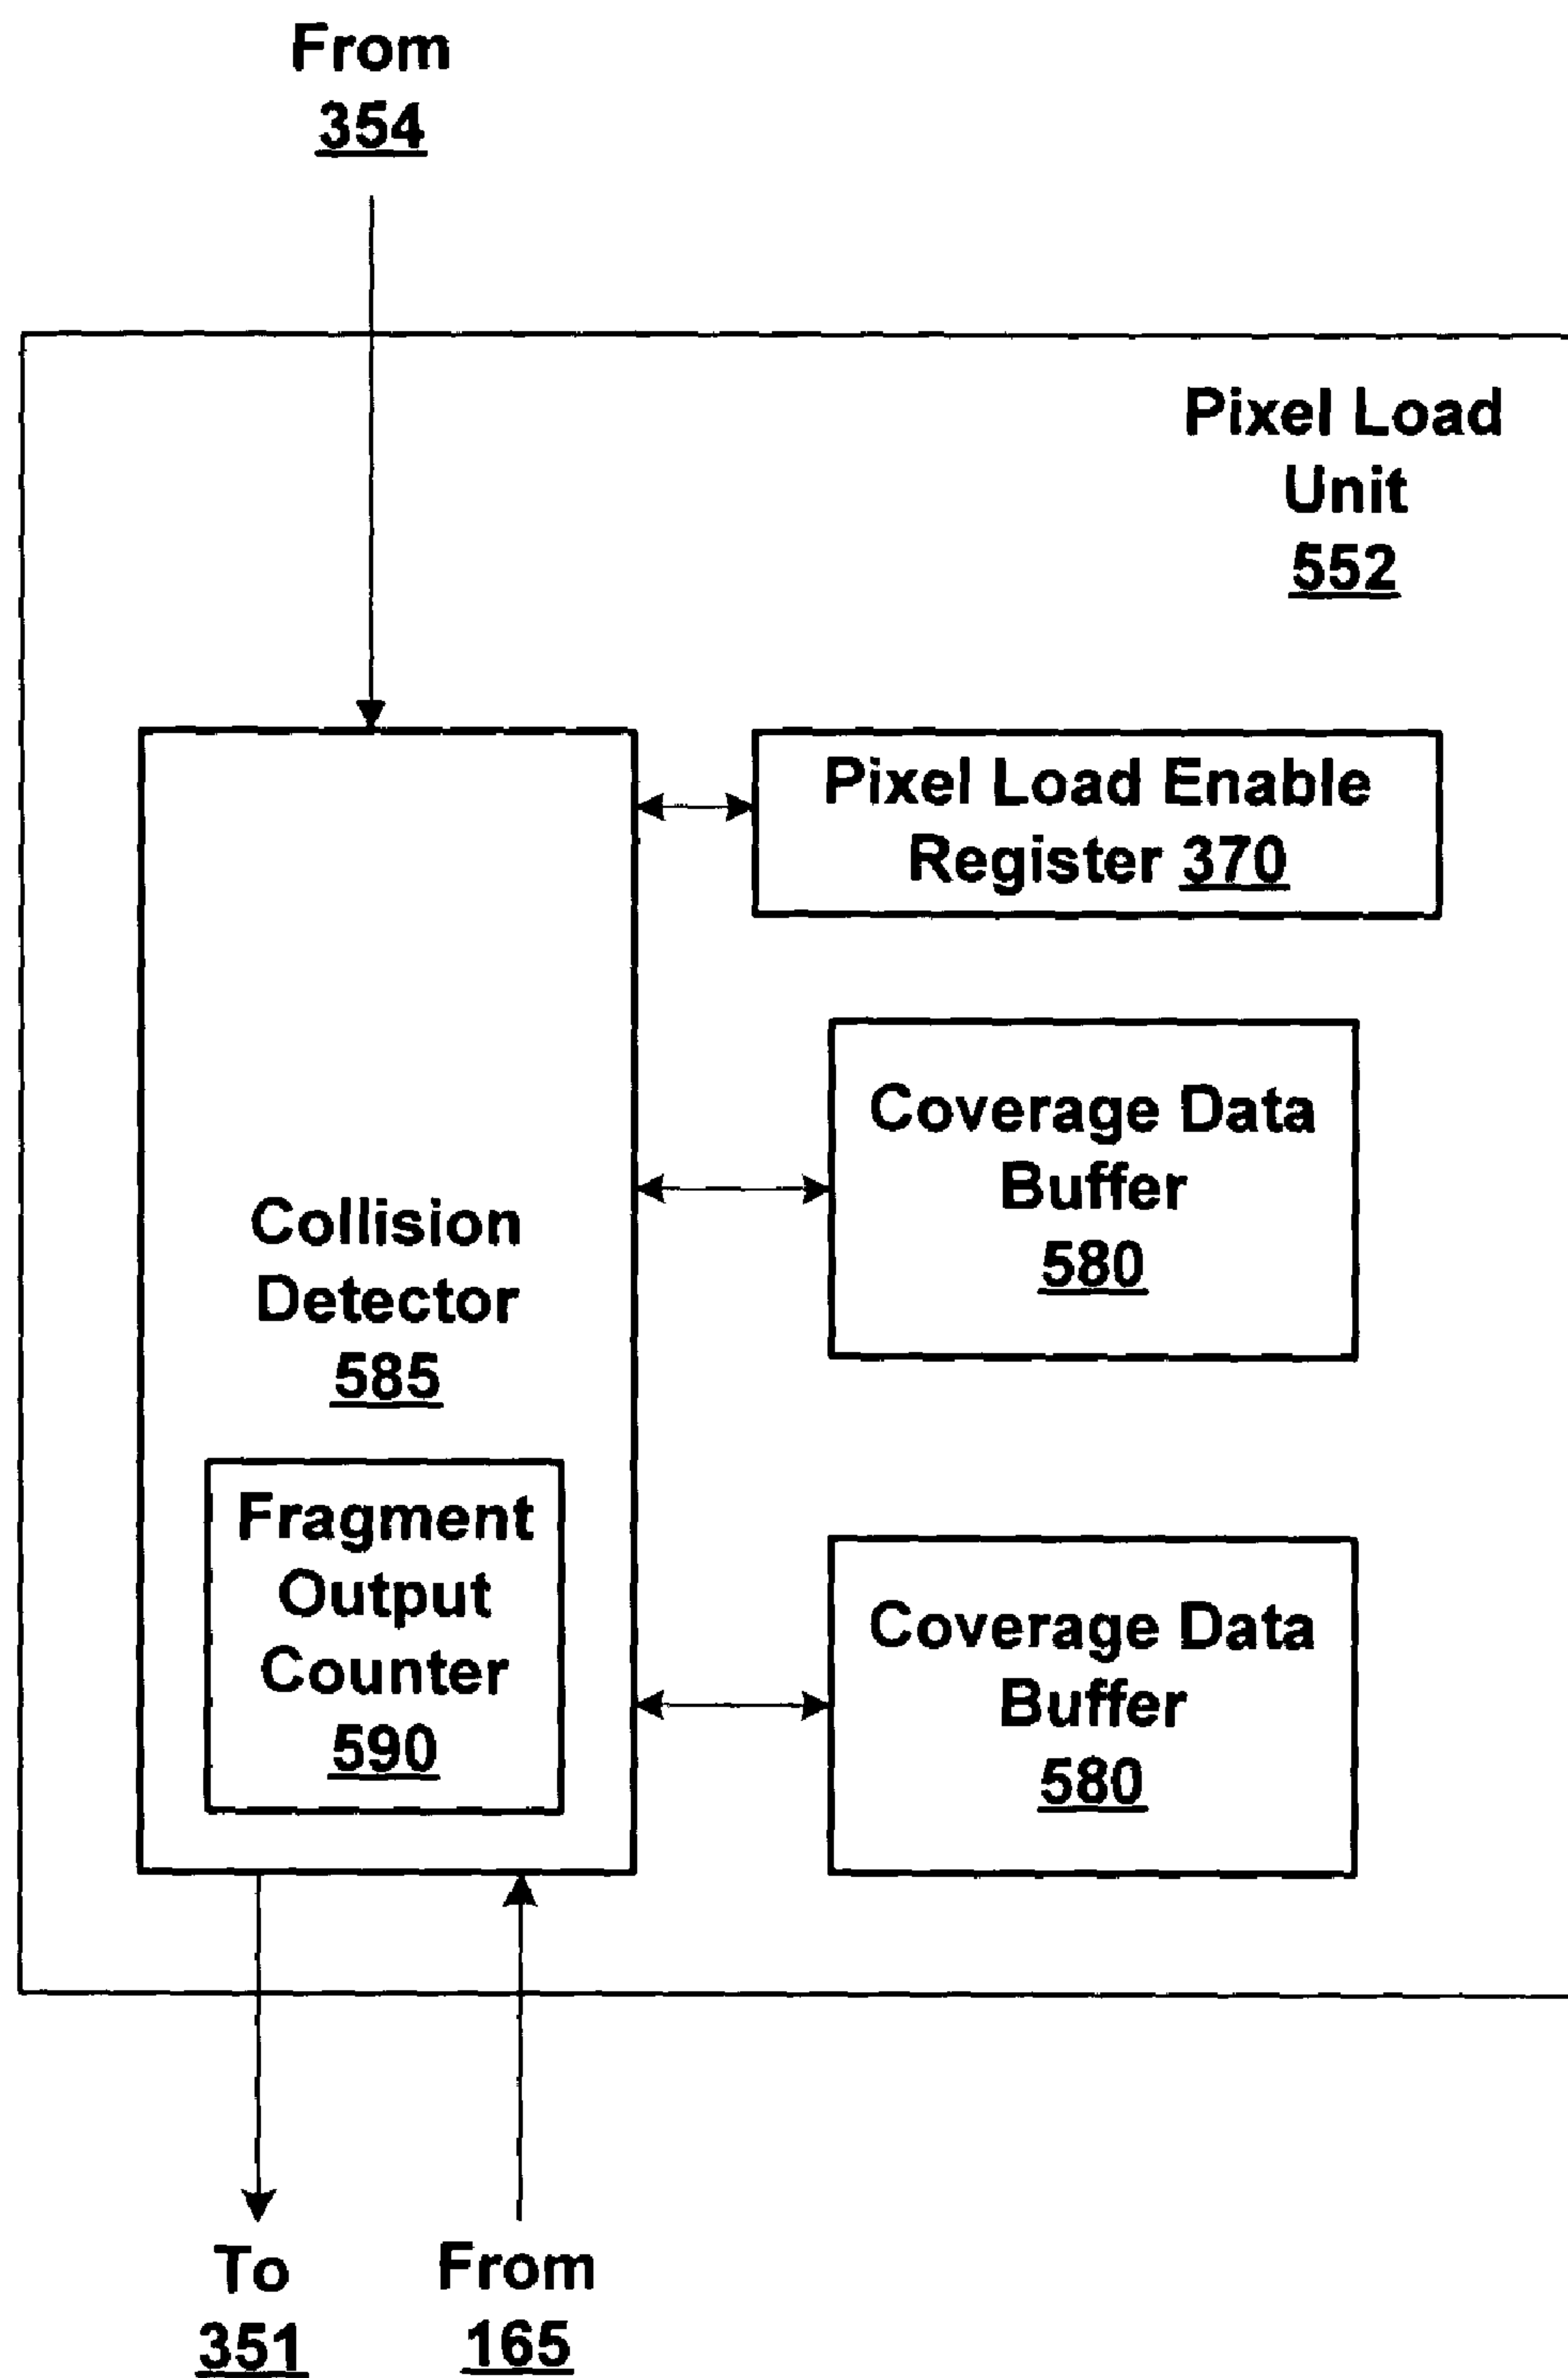 From
354
Pixel Load
Unit
552
Pixel Load Enable
Register 370
Coverage Data
Buffer
580
Collision
Detector
585
Fragment
Output
Counter
590
Coverage Data
Buffer
580
To
351
From
165